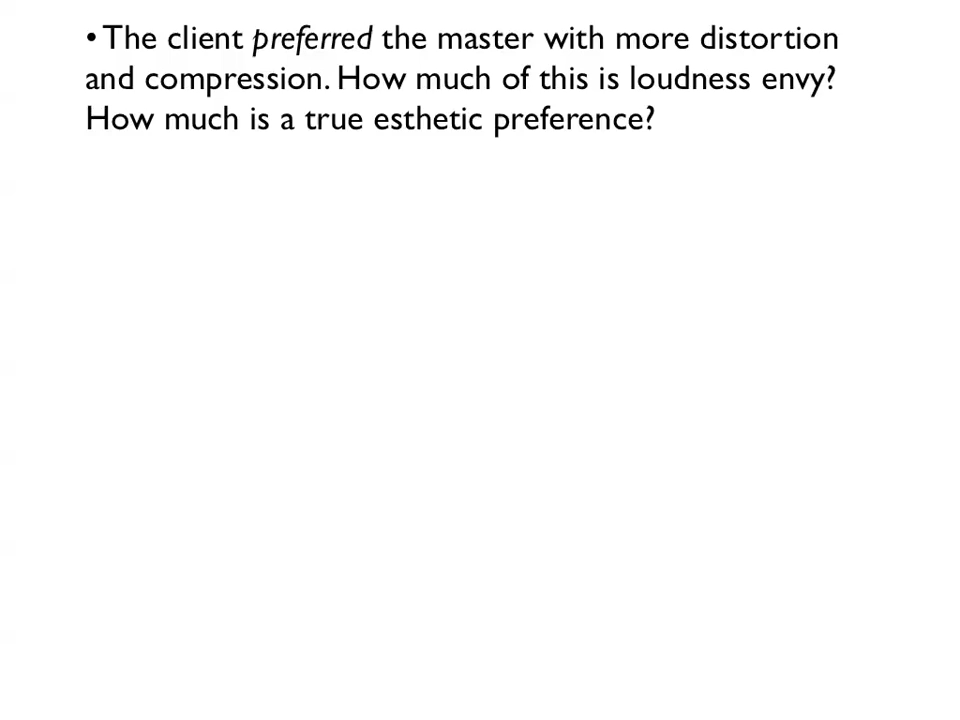 • The client preferred the master with more distortion
and compression. How much of this is loudness envy?
How much is a true esthetic preference?